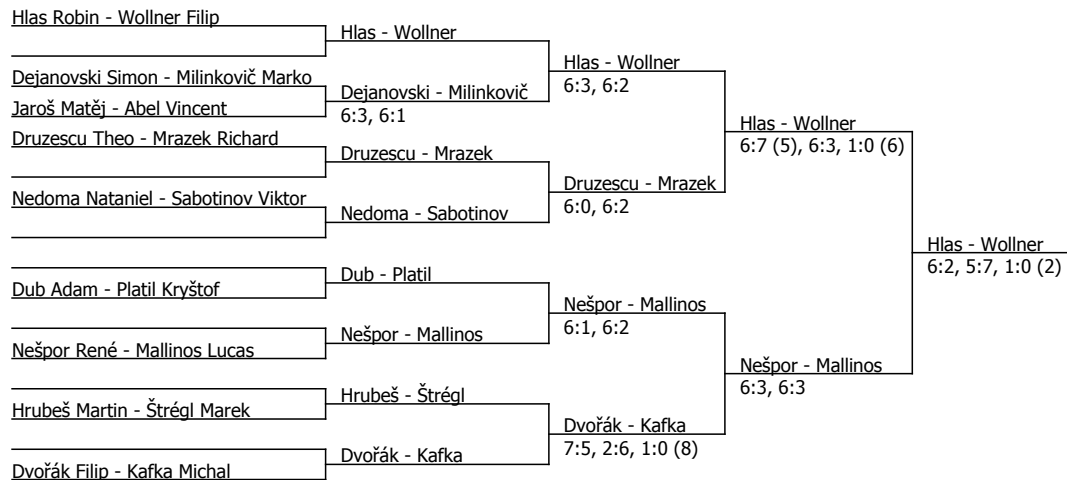 Hlas Robin - Wollner Filip
Hlas - Wollner
Hlas - Wollner
6:3, 6:2
Dejanovski Simon - Milinkovič Marko
Dejanovski - Milinkovič
6:3, 6:1
Jaroš Matěj - Abel Vincent
Hlas - Wollner
6:7 (5), 6:3, 1:0 (6)
Druzescu Theo - Mrazek Richard
Druzescu - Mrazek
Druzescu - Mrazek
6:0, 6:2
Nedoma Nataniel - Sabotinov Viktor
Nedoma - Sabotinov
Hlas - Wollner
6:2, 5:7, 1:0 (2)
Dub - Platil
Dub Adam - Platil Kryštof
Nešpor - Mallinos
6:1, 6:2
Nešpor - Mallinos
Nešpor René - Mallinos Lucas
Nešpor - Mallinos
6:3, 6:3
Hrubeš - Štrégl
Hrubeš Martin - Štrégl Marek
Dvořák - Kafka
7:5, 2:6, 1:0 (8)
Dvořák - Kafka
Dvořák Filip - Kafka Michal